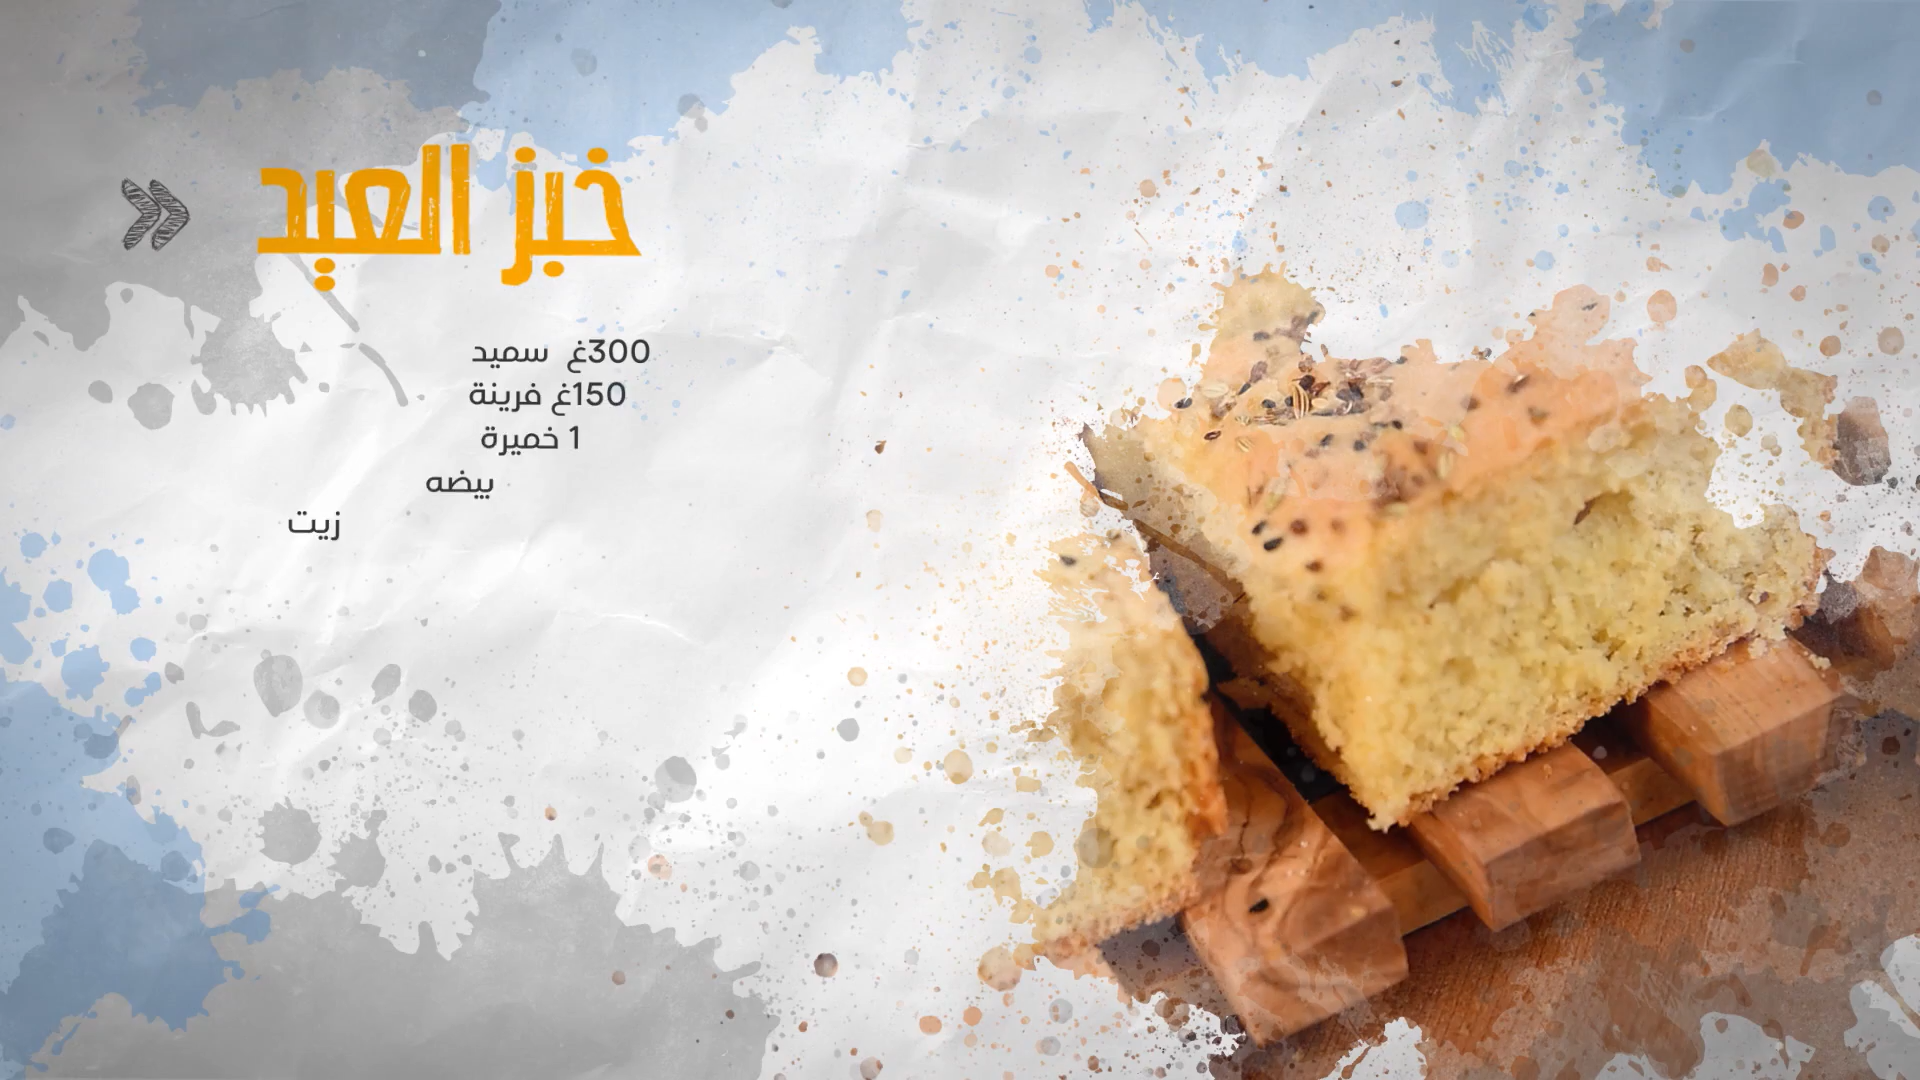 خبز العيد
300غ سميد
150غ فرينة
1 خميرة
بيضه
زيت